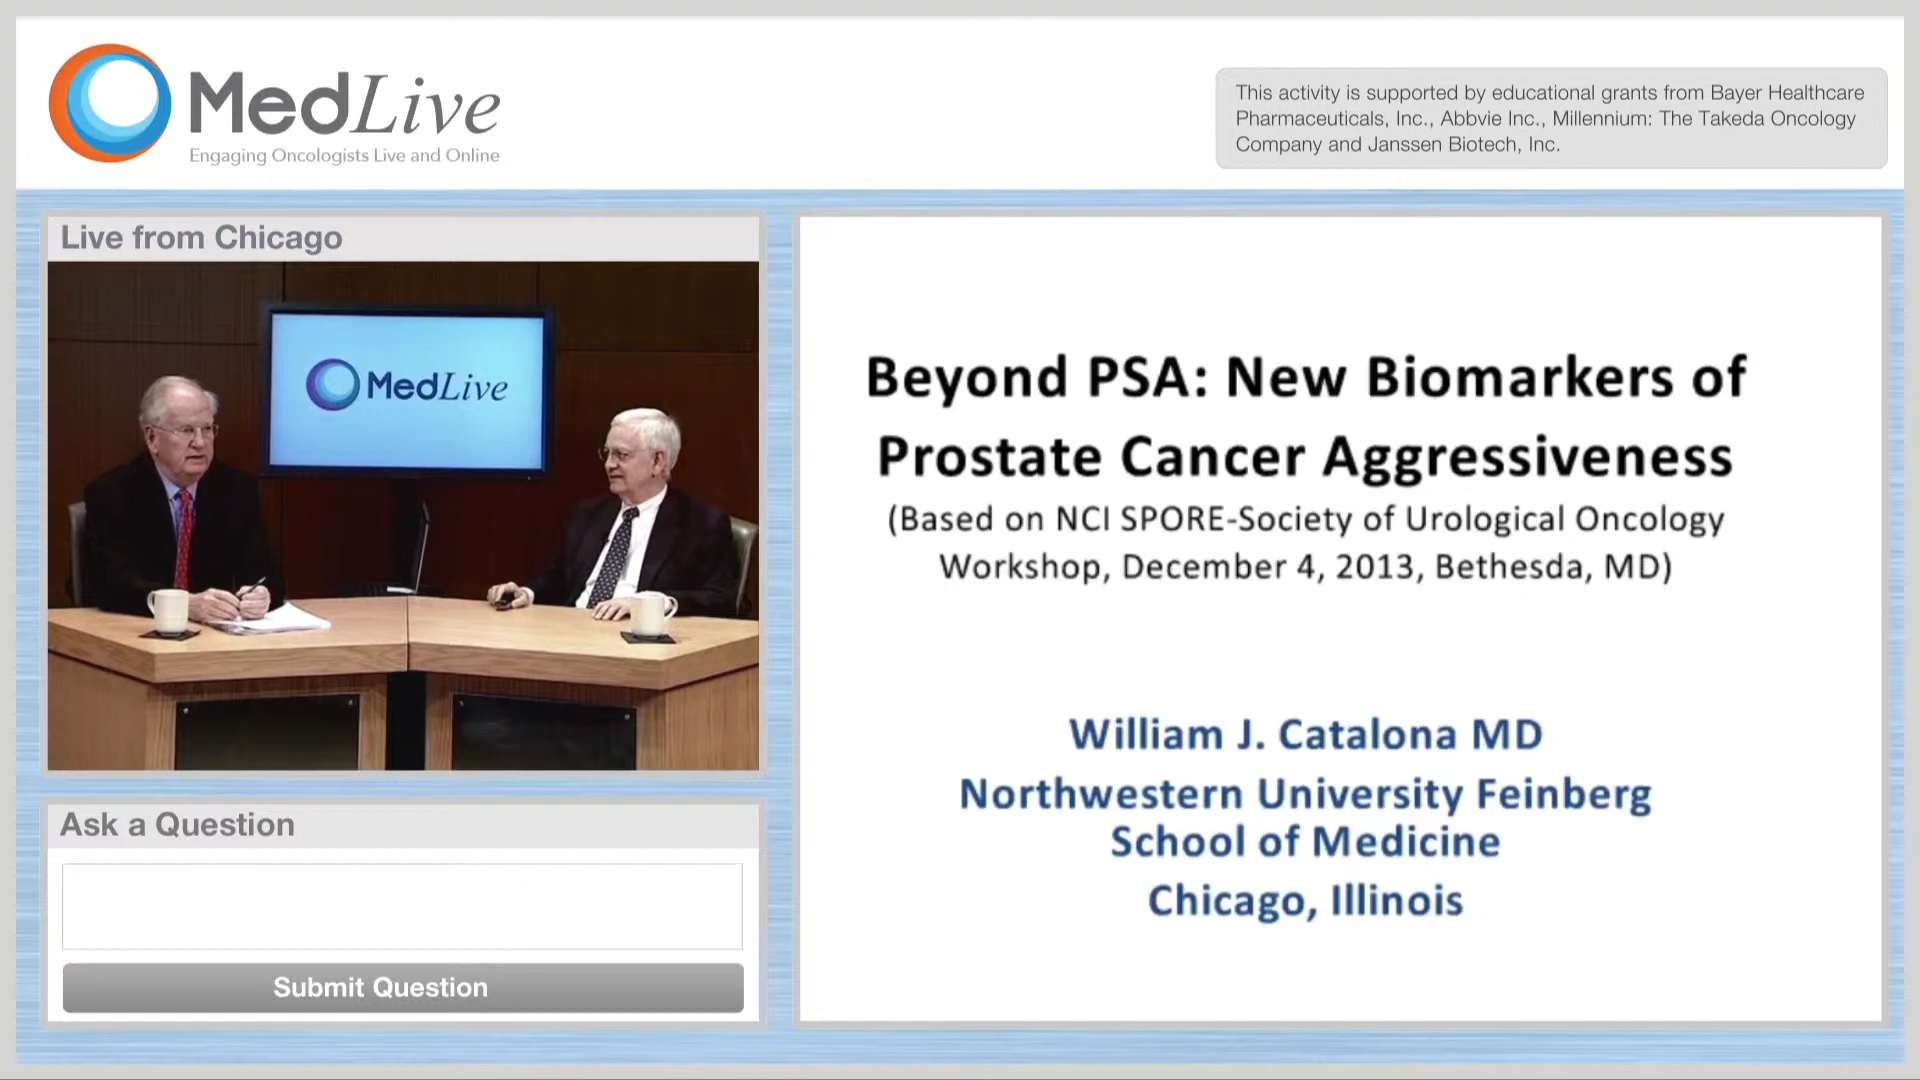 MedLive
Engaging Oncologists Live and Online
This activity is supported by educational grants from Bayer Healthcare
Pharmaceuticals, Inc., Abbvie Inc., Millennium: The Takeda Oncology
Company and Janssen Biotech, Inc.
Live from Chicago
MedLive
Beyond PSA: New Biomarkers of
Prostate Cancer Aggressiveness
(Based on NCI SPORE-Society of Urological Oncology
Workshop, December 4, 2013, Bethesda, MD)
William J. Catalona MD
Northwestern University Feinberg
School of Medicine
Chicago, Illinois
Ask a Question
Submit Question